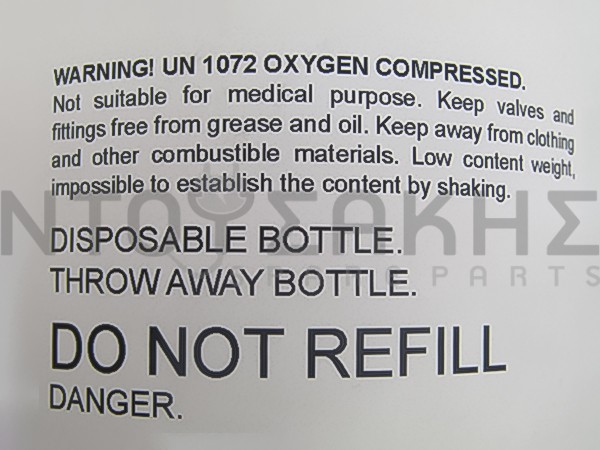 WARNING! UN 1072 OXYGEN COMPRESSED.
Not suitable for medical purpose. Keep valves and
fittings free from grease and oil. Keep away from clothing
and other combustible materials. Low content weight,
impossible to establish the content by shaking.
ΝΤΟΥΣΑΚΗΣ
DISPOSABLE BOTTLE.
PARTS
THROW AWAY BOTTLE.
DO NOT REFILL
DANGER.